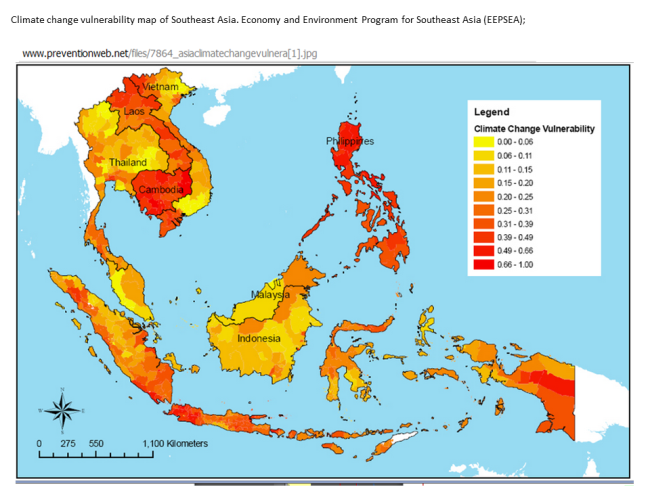 Climate change vulnerability map of Southeast Asia. Economy and Environment Program for Southeast Asia (EEPSEA);
www.preventionweb.net/files/7864_asiaclimatechangevulnera[1].jpg
Vietnam
Laos
Thailand
Cambodia
Philippines
Malaysia
Indonesia
Legend
Climate Change Vulnerability
0.00 - 0.06
0.06 - 0.11
0.11 - 0.15
0.15 - 0.20
0.20 - 0.25
0.25 - 0.31
0.31 - 0.39
0.39 - 0.49
0.49 - 0.66
0.66 - 1.00
N
W E
S
0 275 550 1,100 Kilometers